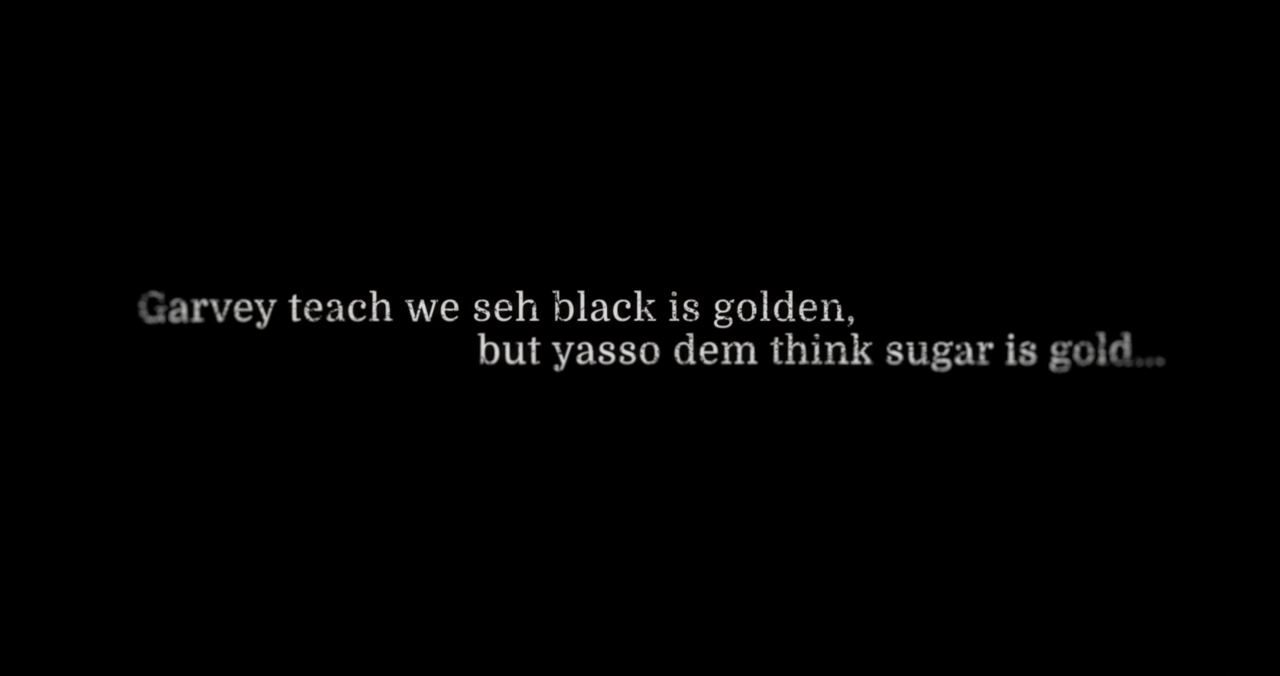 Garvey teach we seh black is golden,
but yasso dem think sugar is gold...